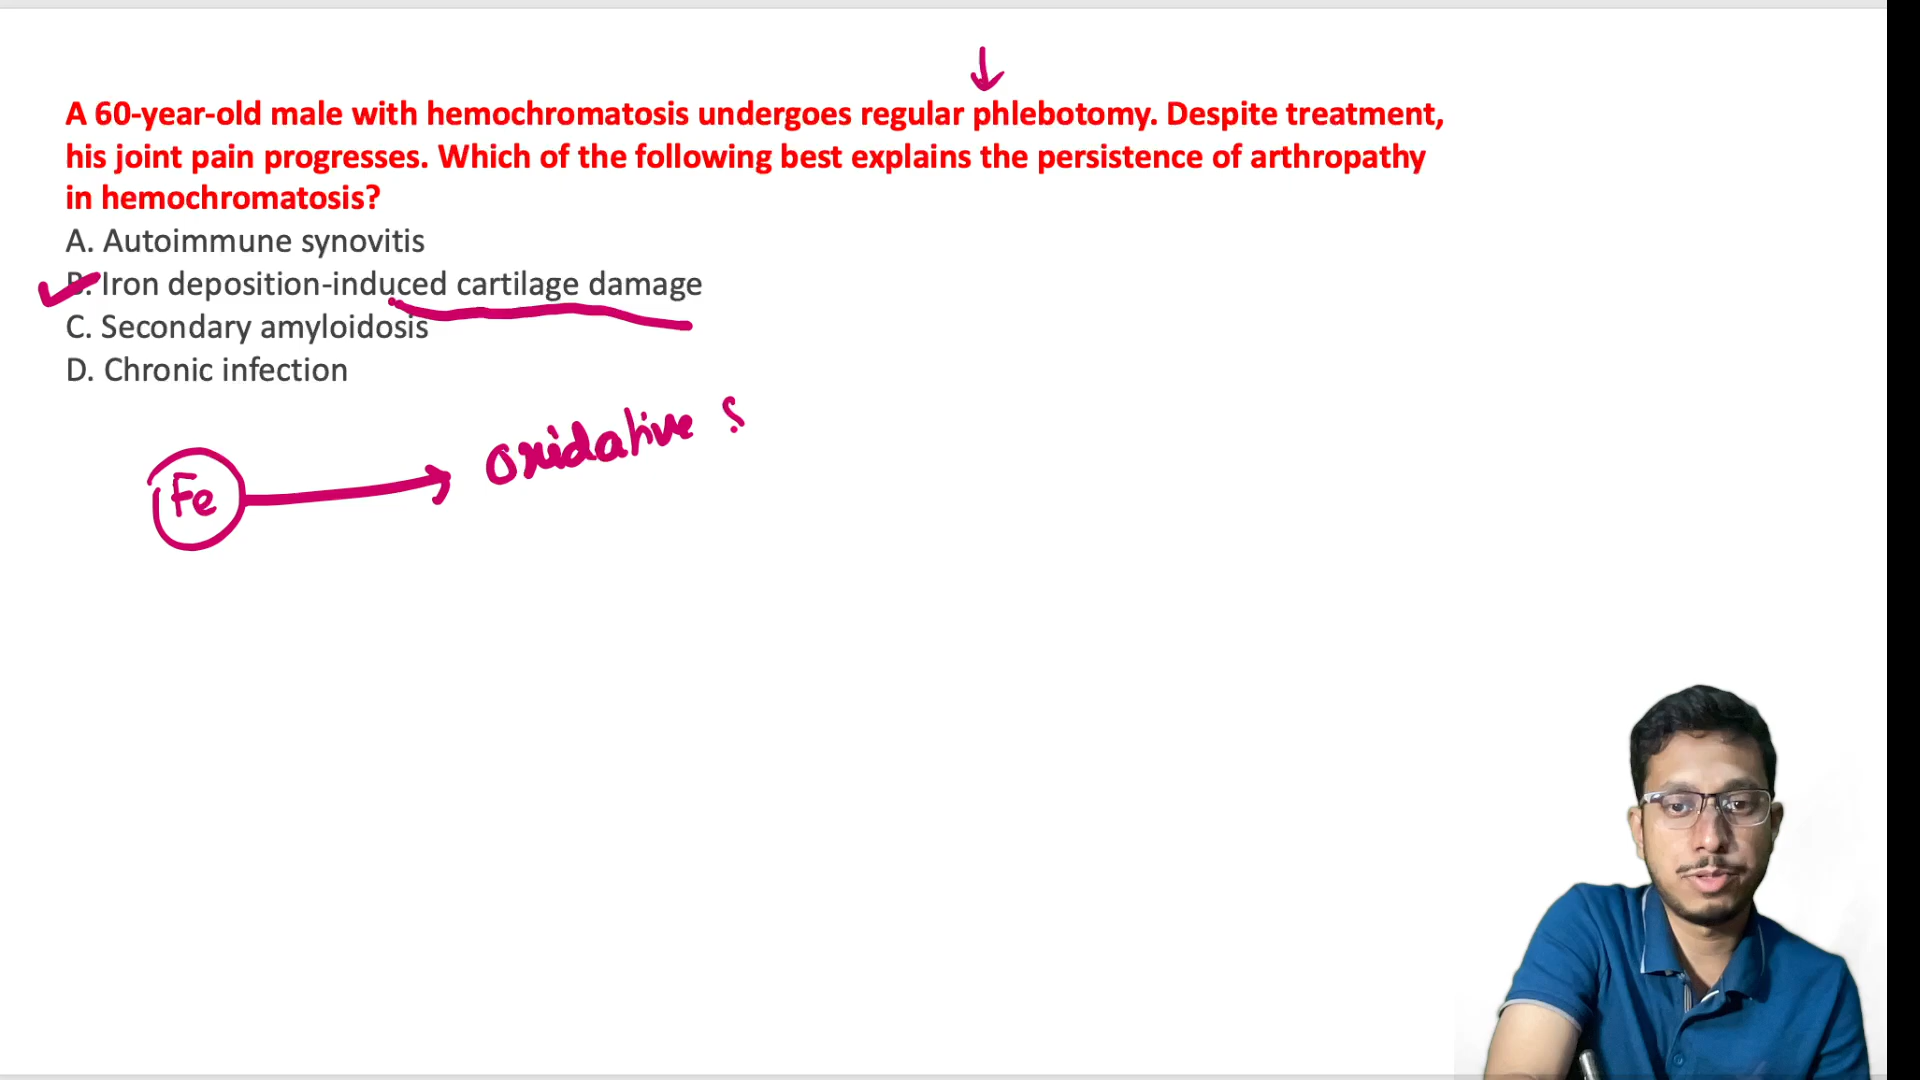 A 60-year-old male with hemochromatosis undergoes regular phlebotomy. Despite treatment,
his joint pain progresses. Which of the following best explains the persistence of arthropathy
in hemochromatosis?
A. Autoimmune synovitis
B. Iron deposition-induced cartilage damage
C. Secondary amyloidosis
D. Chronic infection
oxidative s
Fe